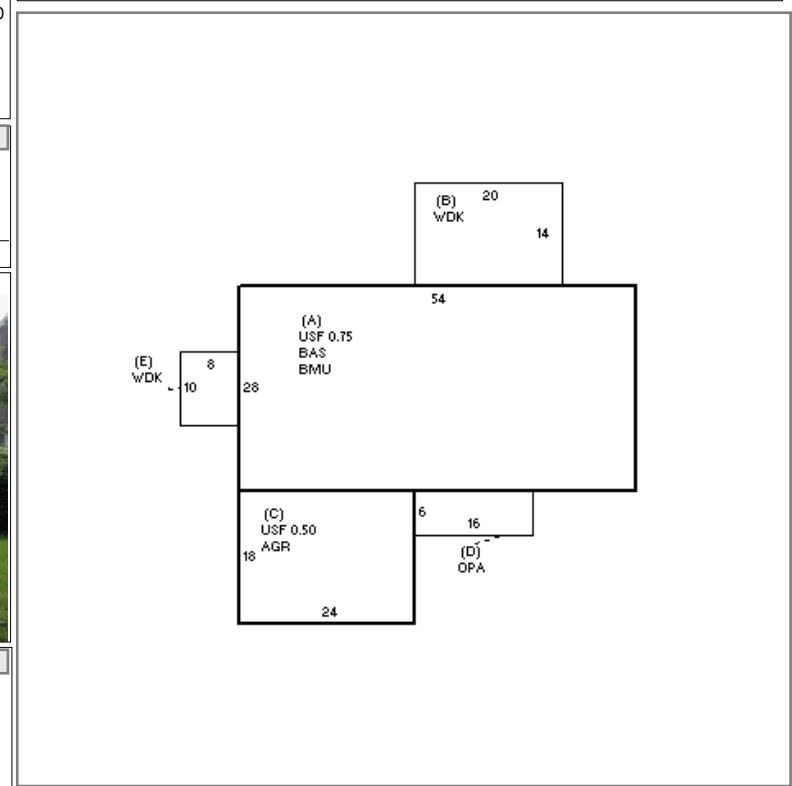 (B)
WDK
20
14
54
(A)
USF 0.75
BAS
BMU
(E)
WDK
8
10
28
(C)
USF 0.50
AGR
18
24
6
16
(D)
OPA